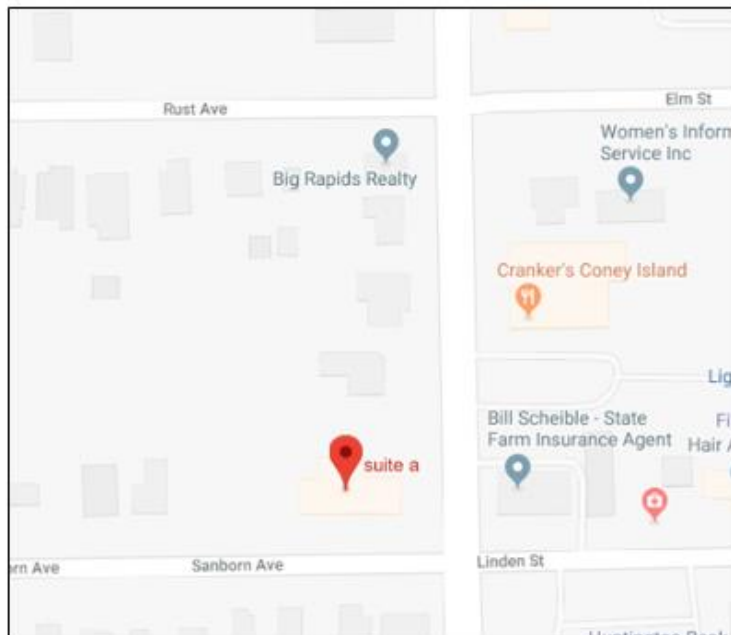 Rust Ave
Elm St
Women's Inform
Service Inc
Big Rapids Realty
Cranker's Coney Island
Lig
Bill Scheible - State
Farm Insurance Agent
Fi
Hair A
suite a
rn Ave
Sanborn Ave
Linden St